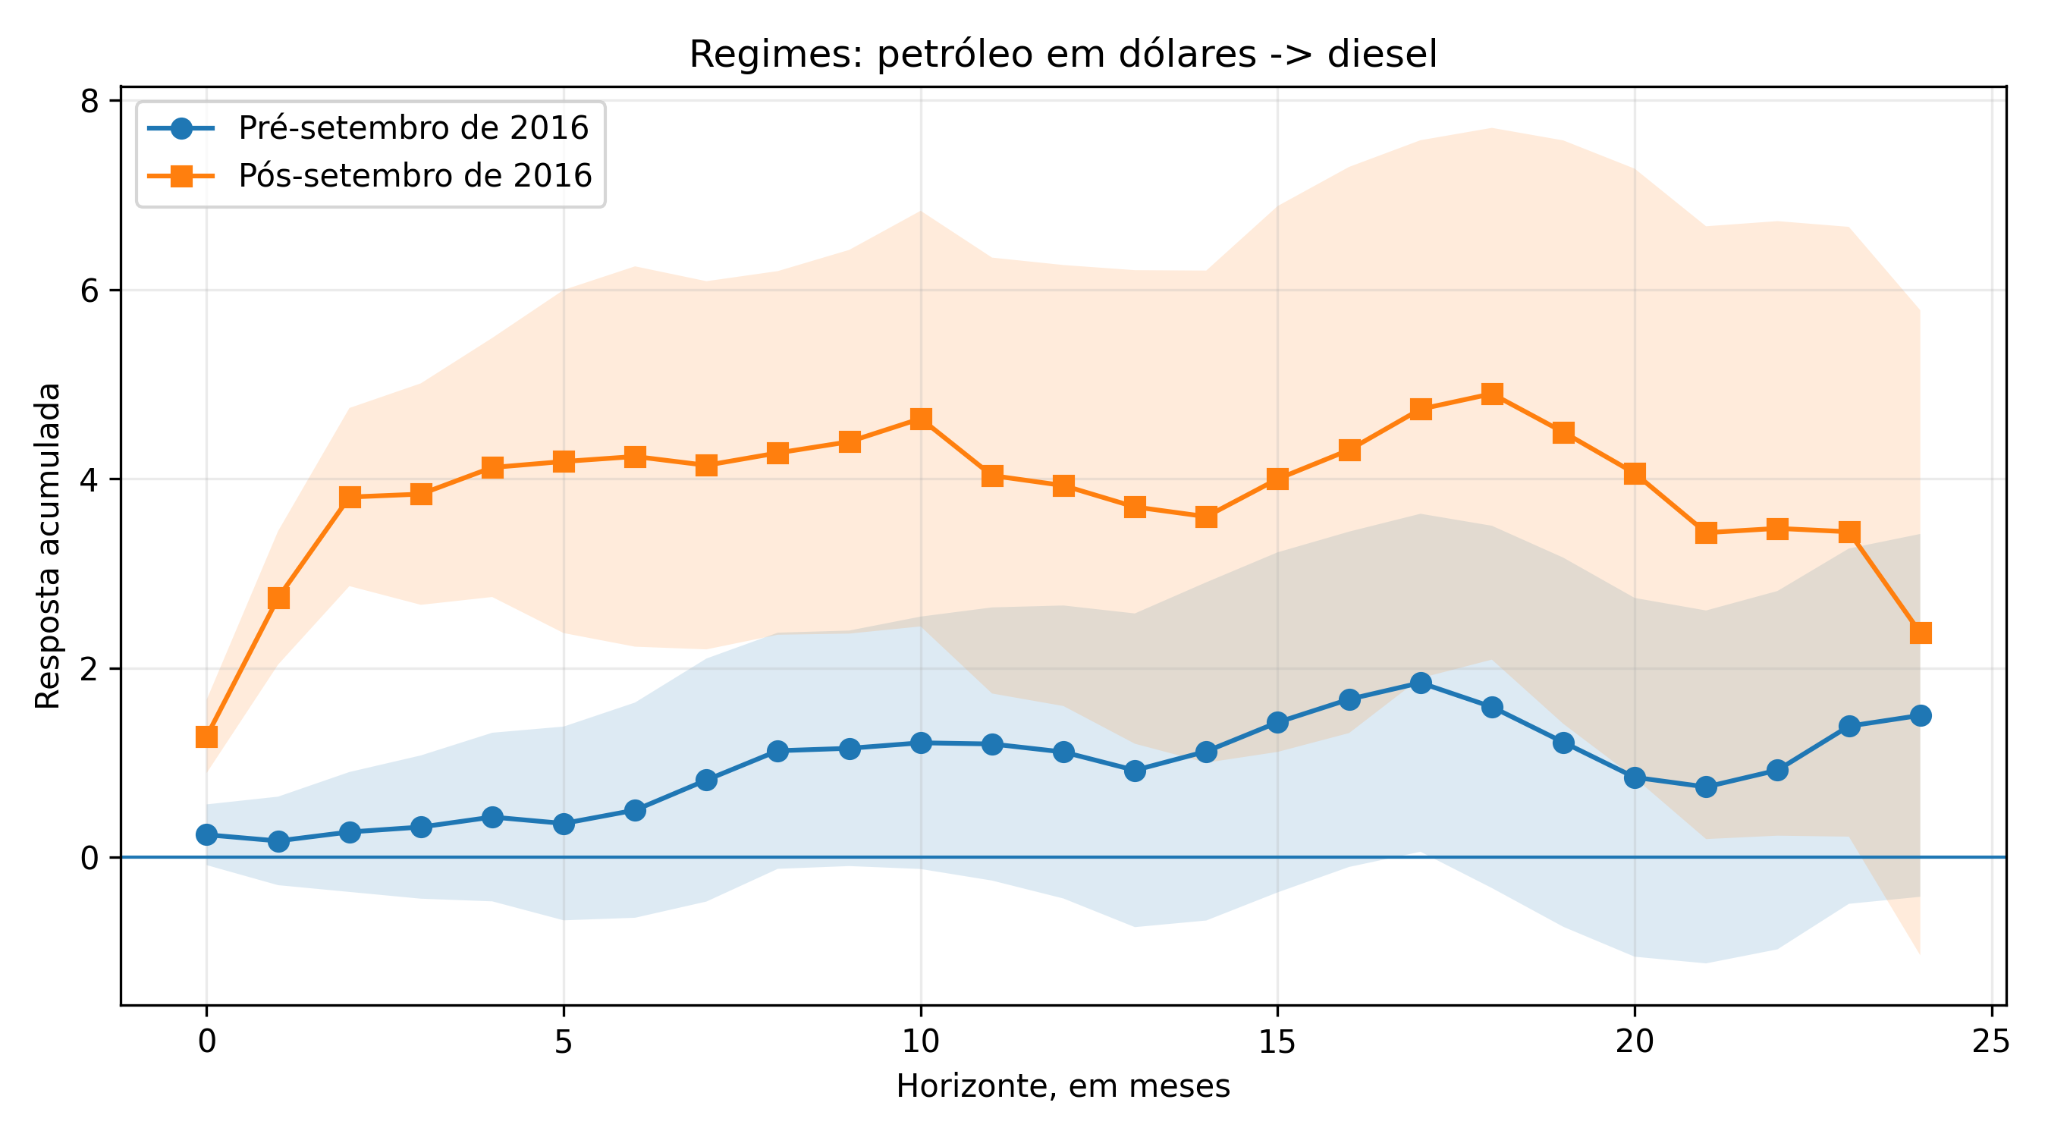 Regimes: petróleo em dólares -> diesel
Pré-setembro de 2016
Pós-setembro de 2016
Resposta acumulada
8
6
4
2
0
0 5 10 15 20 25
Horizonte, em meses